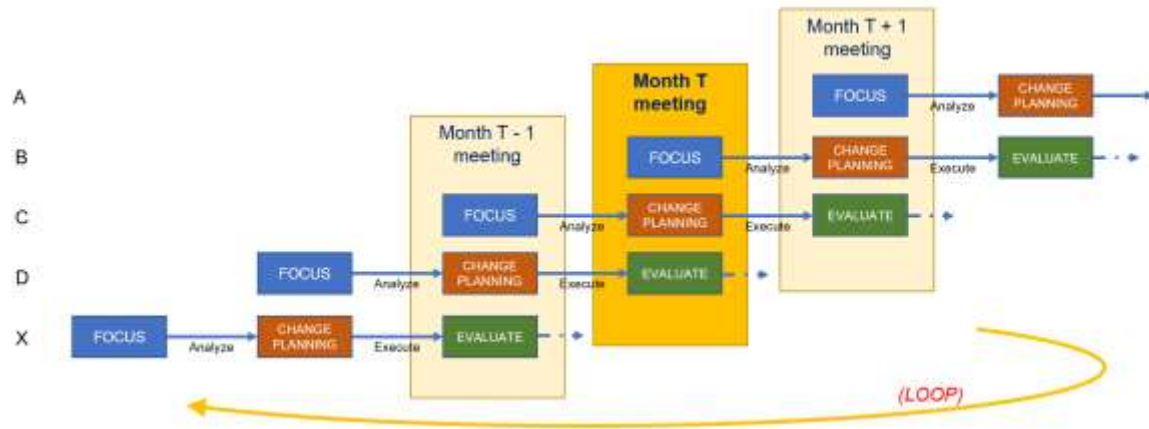 Month T + 1
meeting
Month T
meeting
A
FOCUS
Analyze
CHANGE
PLANNING
Month T - 1
meeting
B
FOCUS
Analyze
CHANGE
PLANNING
Execute
EVALUATE
C
FOCUS
Analyze
CHANGE
PLANNING
Execute
EVALUATE
D
FOCUS
Analyze
CHANGE
PLANNING
Execute
EVALUATE
X
FOCUS
Analyze
CHANGE
PLANNING
Execute
EVALUATE
(LOOP)